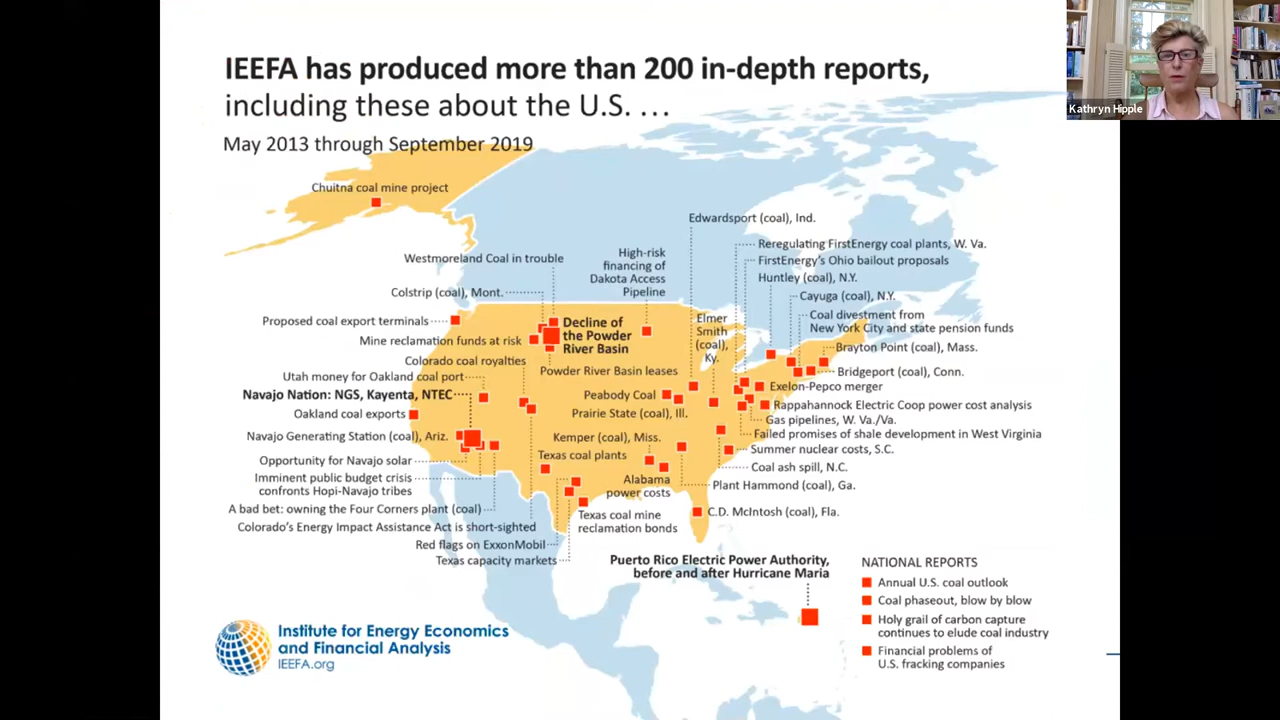 IEEFA has produced more than 200 in-depth reports,
including these about the U.S. …
May 2013 through September 2019
Kathryn Hipple
Chuitna coal mine project
Edwardsport (coal), Ind.
Westmoreland Coal in trouble
High-risk
financing of
Dakota Access
Pipeline
Reregulating FirstEnergy coal plants, W. Va.
FirstEnergy's Ohio bailout proposals
Huntley (coal), N.Y.
Colstrip (coal), Mont.
Cayuga (coal), N.Y.
Proposed coal export terminals
Decline of
the Powder
River Basin
Elmer
Smith
(coal),
Ky.
Coal divestment from
New York City and state pension funds
Mine reclamation funds at risk
Brayton Point (coal), Mass.
Colorado coal royalties
Powder River Basin leases
Bridgeport (coal), Conn.
Utah money for Oakland coal port
Exelon-Pepco merger
Navajo Nation: NGS, Kayenta, NTEC
Peabody Coal
Rappahannock Electric Coop power cost analysis
Oakland coal exports
Prairie State (coal), Ill.
Gas pipelines, W. Va./Va.
Navajo Generating Station (coal), Ariz.
Kemper (coal), Miss.
Failed promises of shale development in West Virginia
Texas coal plants
Summer nuclear costs, S.C.
Opportunity for Navajo solar
Coal ash spill, N.C.
Imminent public budget crisis
confronts Hopi-Navajo tribes
Alabama
power costs
Plant Hammond (coal), Ga.
A bad bet: owning the Four Corners plant (coal)
Texas coal mine
reclamation bonds
C.D. McIntosh (coal), Fla.
Colorado's Energy Impact Assistance Act is short-sighted
Red flags on ExxonMobil
Texas capacity markets
Puerto Rico Electric Power Authority,
before and after Hurricane Maria
NATIONAL REPORTS
Annual U.S. coal outlook
Coal phaseout, blow by blow
Holy grail of carbon capture
continues to elude coal industry
Financial problems of
U.S. fracking companies
Institute for Energy Economics
and Financial Analysis
IEEFA.org